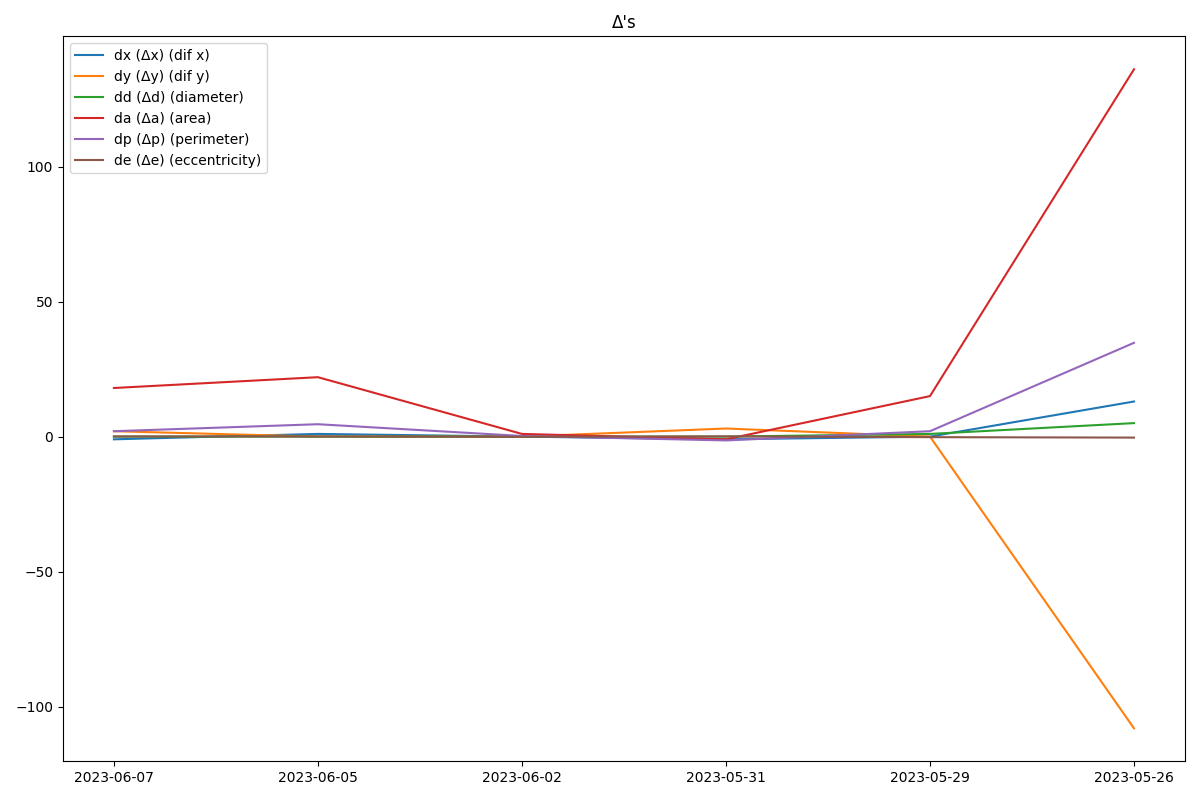 Δ's
dx (Δx) (dif x)
dy (Δy) (dif y)
dd (Δd) (diameter)
da (Δa) (area)
dp (Δp) (perimeter)
de (Δe) (eccentricity)
100
50
0
−50
−100
2023-06-07 2023-06-05 2023-06-02 2023-05-31 2023-05-29 2023-05-26